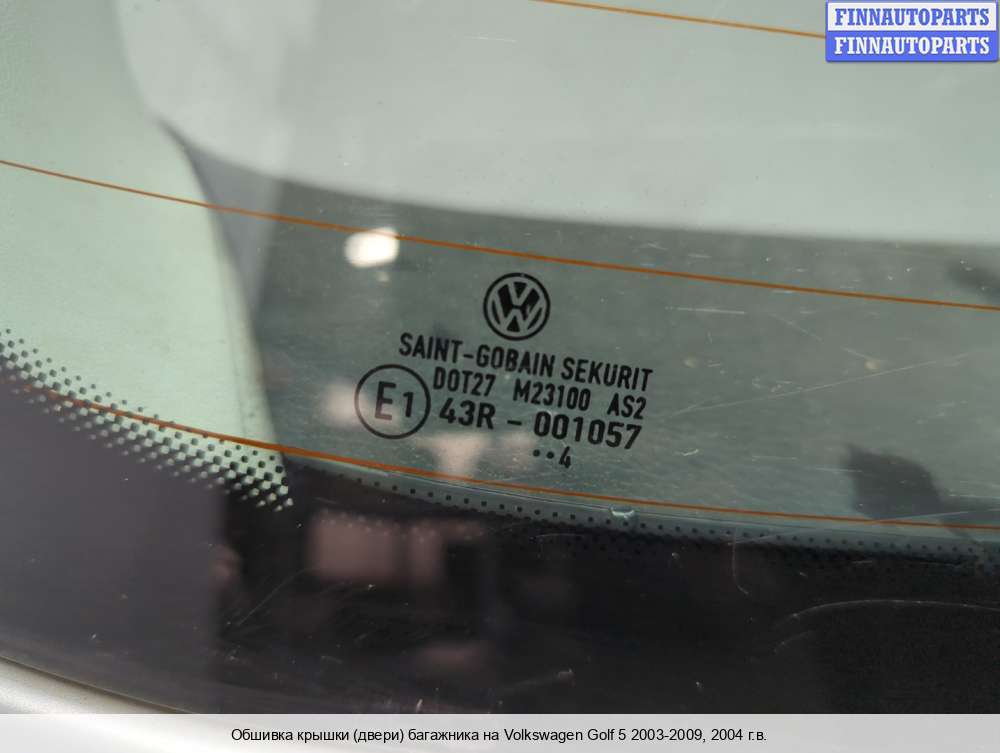 FINNAUTOPARTS
FINNAUTOPARTS
SAINT-GOBAIN SEKURIT
DOT27 M23100 AS2
E1 43R - 001057
••4
Обшивка крышки (двери) багажника на Volkswagen Golf 5 2003-2009, 2004 г.в.